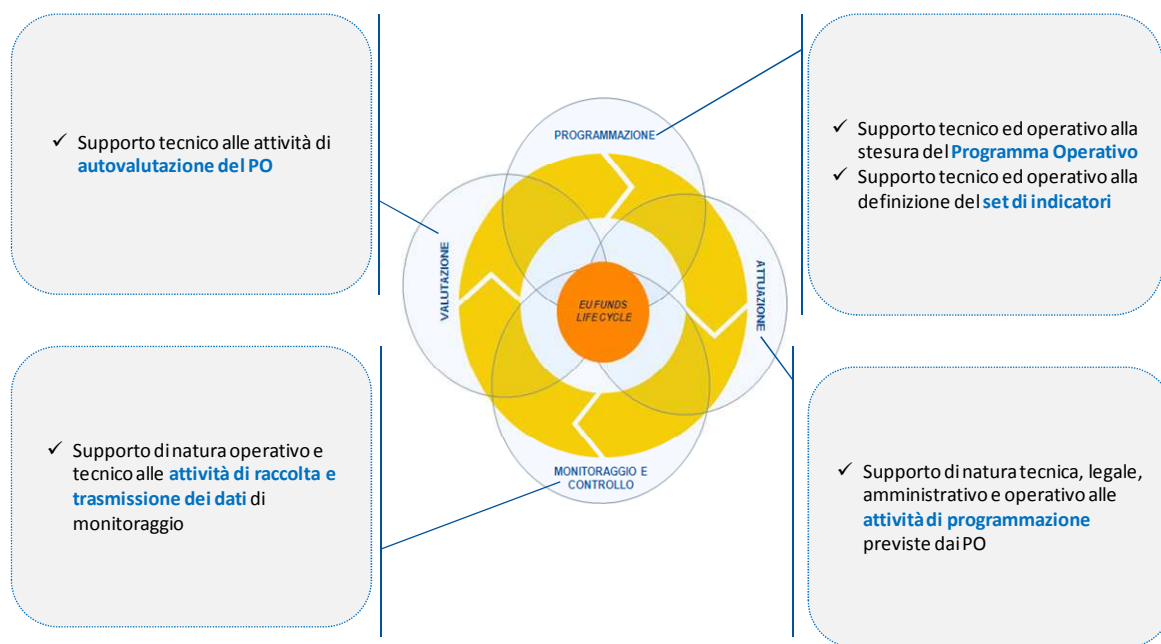 ✓ Supporto tecnico alle attività di
autovalutazione del PO
✓ Supporto tecnico ed operativo alla
stesura del Programma Operativo
✓ Supporto tecnico ed operativo alla
definizione del set di indicatori
PROGRAMMAZIONE
VALUTAZIONE
ATTUAZIONE
EU FUNDS
LIFE CYCLE
MONITORAGGIO E
CONTROLLO
✓ Supporto di natura operativo e
tecnico alle attività di raccolta e
trasmissione dei dati di
monitoraggio
✓ Supporto di natura tecnica, legale,
amministrativo e operativo alle
attività di programmazione
previste dai PO